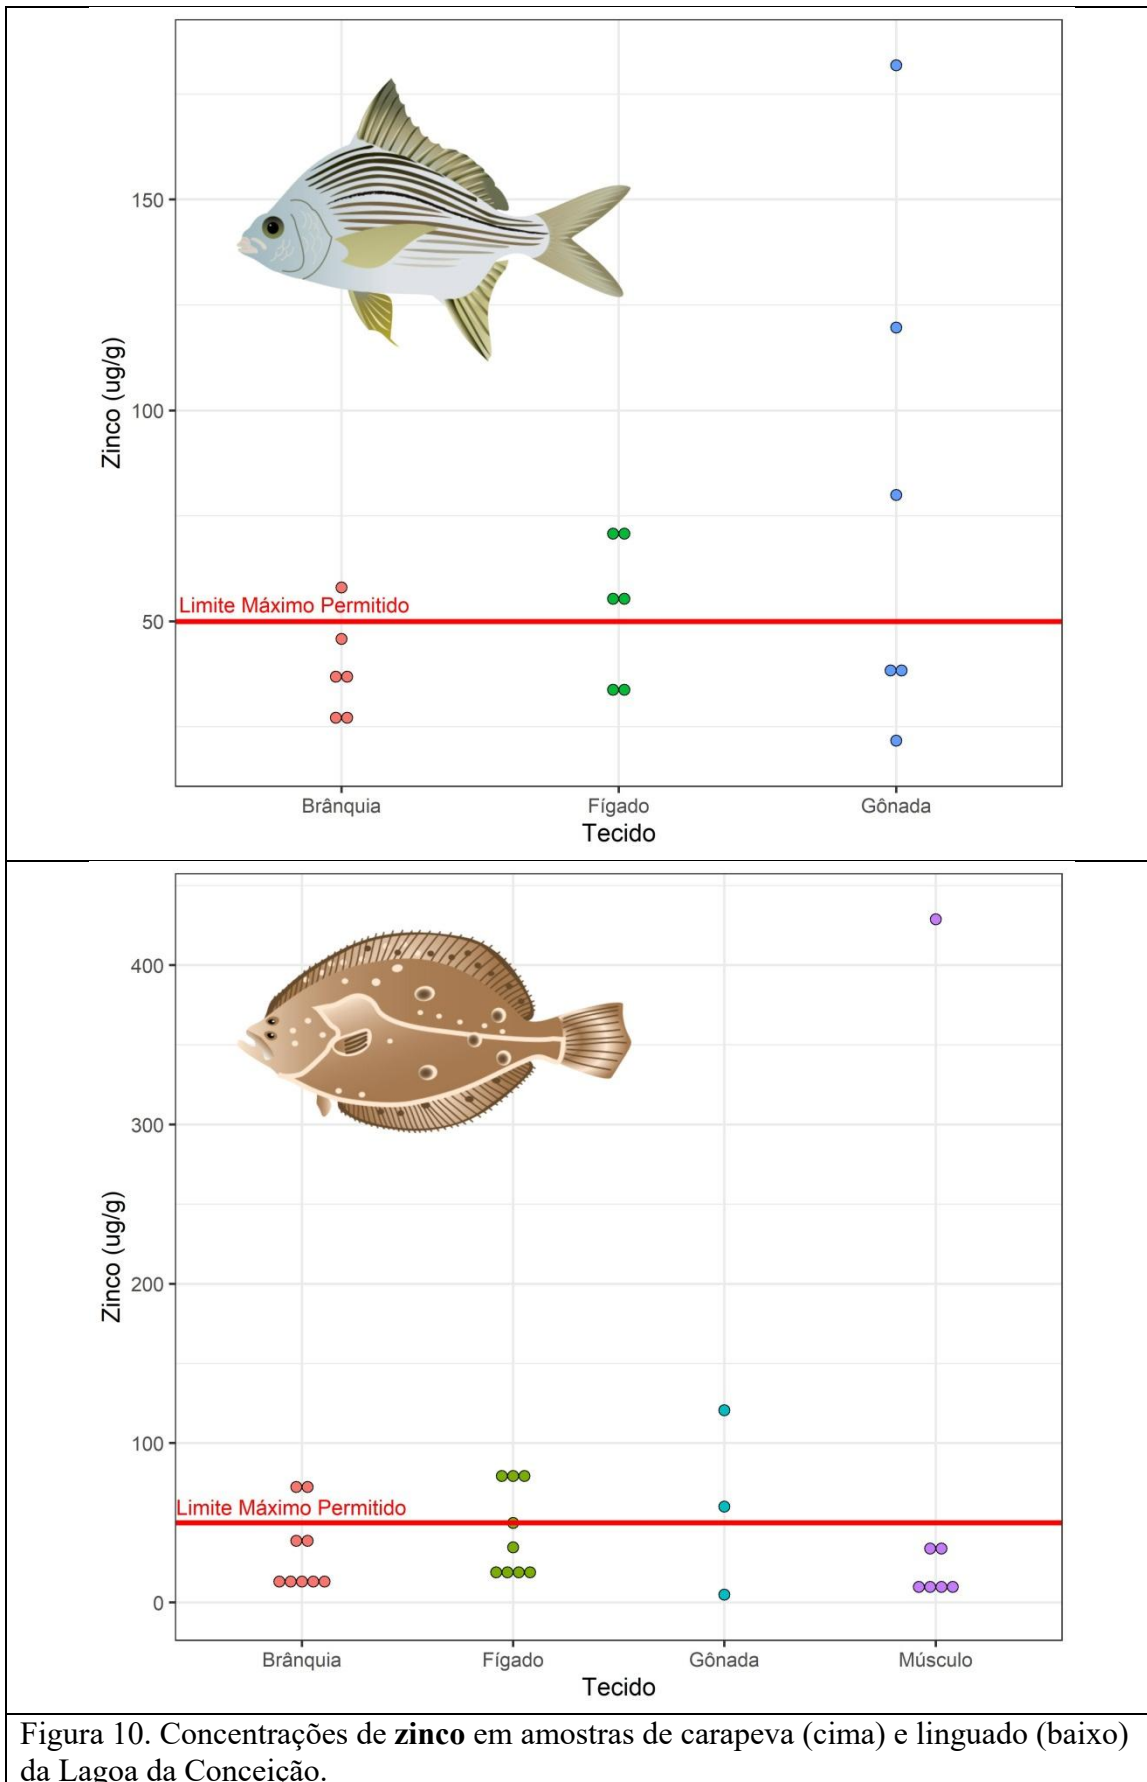 150
100
50
Zinco (ug/g)
Limite Máximo Permitido
Brânquia Fígado Gônada
Tecido
400
300
200
100
0
Zinco (ug/g)
Limite Máximo Permitido
Brânquia Fígado Gônada Músculo
Tecido
Figura 10. Concentrações de zinco em amostras de carapeva (cima) e linguado (baixo)
da Lagoa da Conceição.